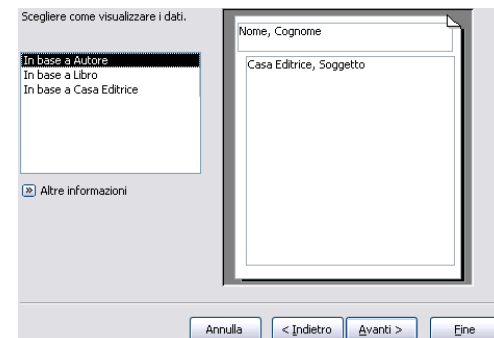 Scegliere come visualizzare i dati.
In base a Autore
In base a Libro
In base a Casa Editrice
Altre informazioni
Nome, Cognome
Casa Editrice, Soggetto
Annulla
< Indietro
Avanti >
Fine